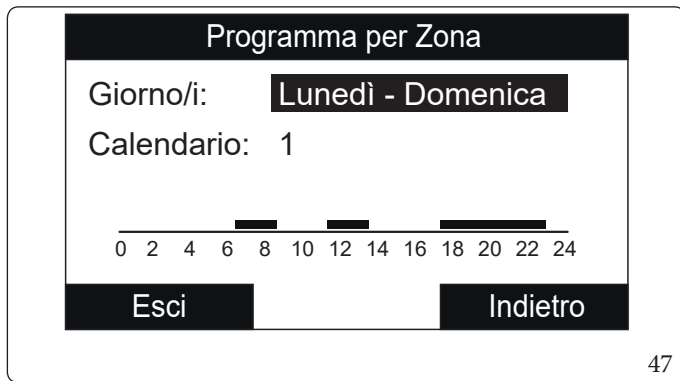 Programma per Zona
Giorno/i: Lunedì - Domenica
Calendario: 1
0 2 4 6 8 10 12 14 16 18 20 22 24
Esci Indietro
47